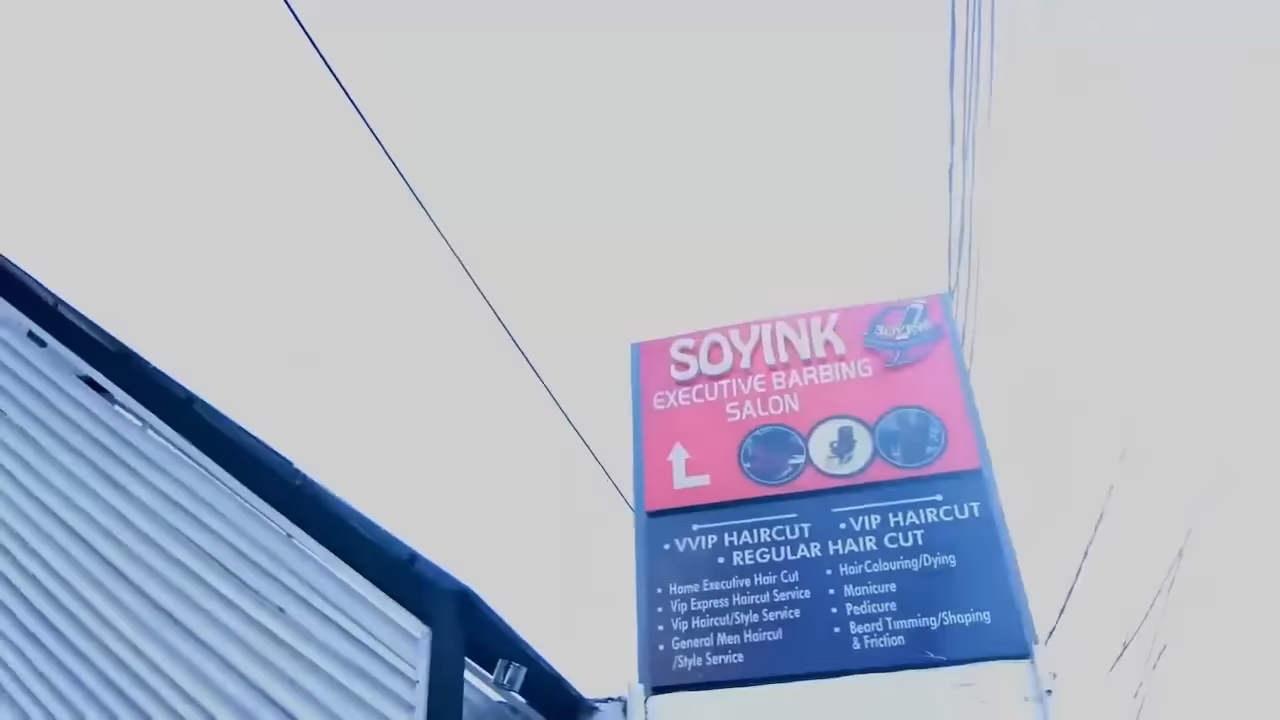 SOYINK
EXECUTIVE BARBING
SALON
• VVIP HAIRCUT
• VIP HAIRCUT
• REGULAR HAIR CUT
• Home Executive Hair Cut
• Vip Express Haircut Service
• Vip Haircut/Style Service
• General Men Haircut
/Style Service
• Hair Colouring/Dying
• Manicure
• Pedicure
• Beard Timming/Shaping
& Friction